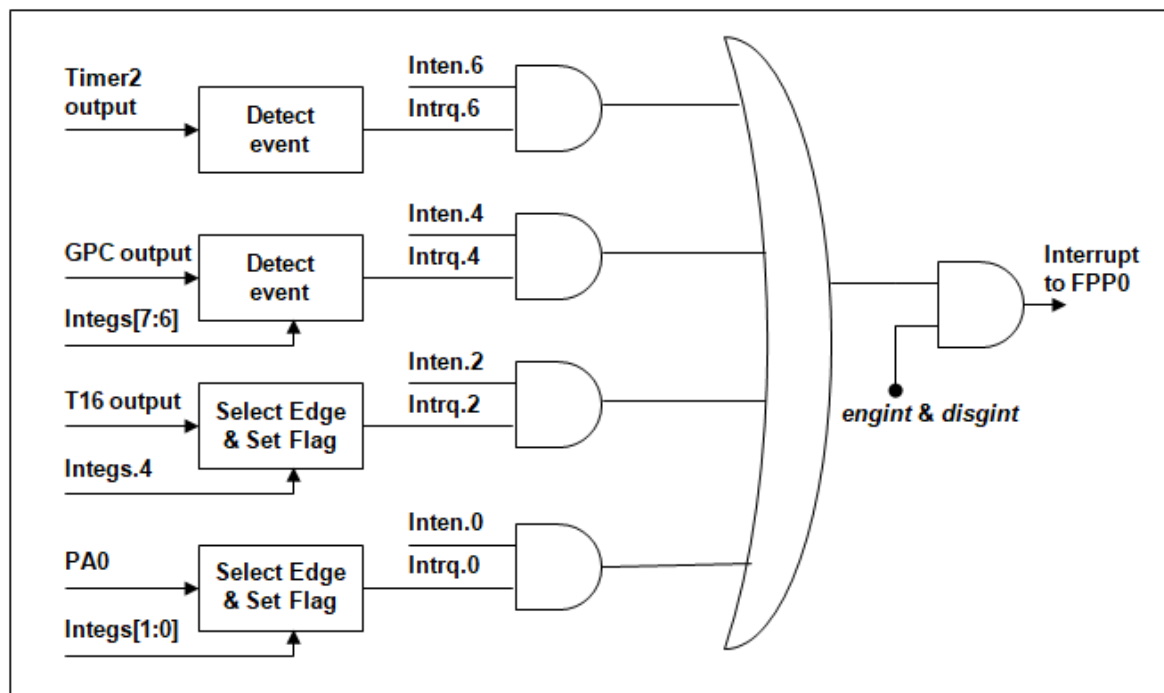 Timer2
output
Detect
event
Inten.6
Intrq.6
GPC output
Integs[7:6]
Detect
event
Inten.4
Intrq.4
T16 output
Integs.4
Select Edge
& Set Flag
Inten.2
Intrq.2
PA0
Integs[1:0]
Select Edge
& Set Flag
Inten.0
Intrq.0
engint & disgint
Interrupt
to FPP0